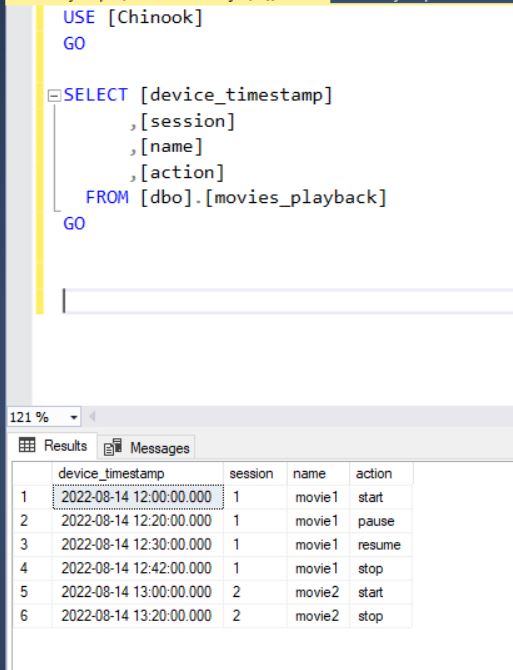 USE [Chinook]
GO
SELECT [device_timestamp]
,[session]
,[name]
,[action]
FROM [dbo].[movies_playback]
GO
121 %
Results Messages
device_timestamp session name action
1 2022-08-14 12:00:00.000 1 movie1 start
2 2022-08-14 12:20:00.000 1 movie1 pause
3 2022-08-14 12:30:00.000 1 movie1 resume
4 2022-08-14 12:42:00.000 1 movie1 stop
5 2022-08-14 13:00:00.000 2 movie2 start
6 2022-08-14 13:20:00.000 2 movie2 stop